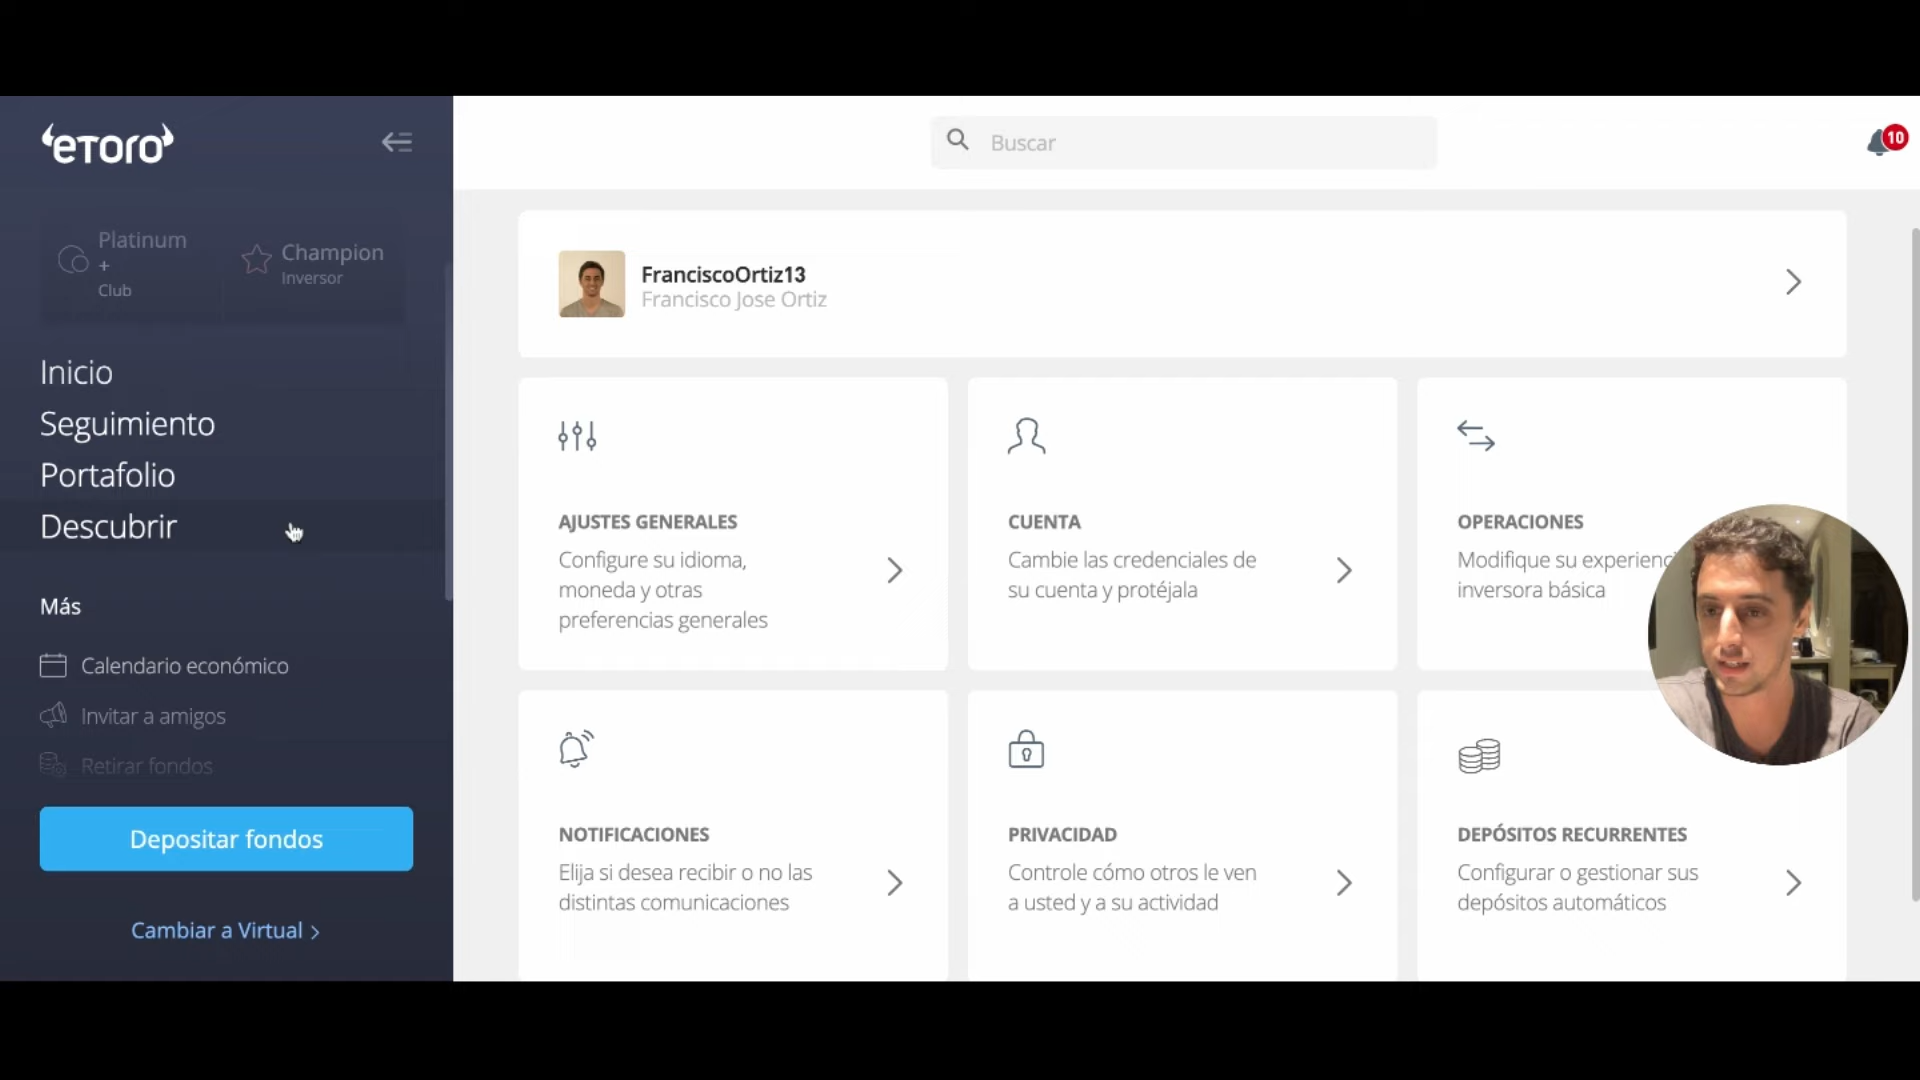 eToro
Buscar
10
Platinum
+
Club
Champion
Inversor
FranciscoOrtiz13
Francisco Jose Ortiz
Inicio
Seguimiento
Portafolio
Descubrir
Más
Calendario económico
Invitar a amigos
Retirar fondos
Depositar fondos
Cambiar a Virtual >
AJUSTES GENERALES
Configure su idioma,
moneda y otras
preferencias generales
CUENTA
Cambie las credenciales de
su cuenta y protéjala
OPERACIONES
Modifique su experienc
inversora básica
NOTIFICACIONES
Elija si desea recibir o no las
distintas comunicaciones
PRIVACIDAD
Controle cómo otros le ven
a usted y a su actividad
DEPÓSITOS RECURRENTES
Configurar o gestionar sus
depósitos automáticos